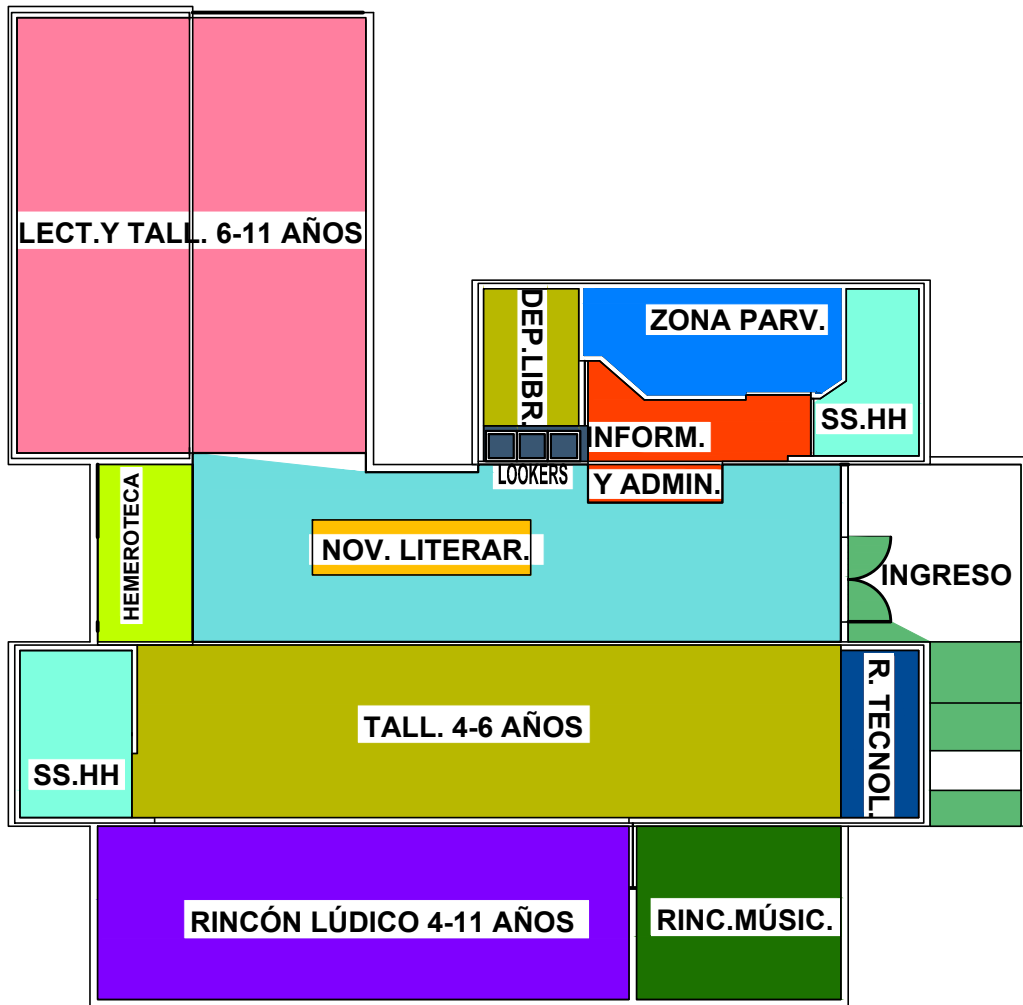 LECT.Y TALL. 6-11 AÑOS
DEP.LIBR.
ZONA PARV.
SS.HH
INFORM.
Y ADMIN.
LOOKERS
HEMEROTECA
NOV. LITERAR.
INGRESO
TALL. 4-6 AÑOS
R. TECNOL.
SS.HH
RINCÓN LÚDICO 4-11 AÑOS
RINC.MÚSIC.